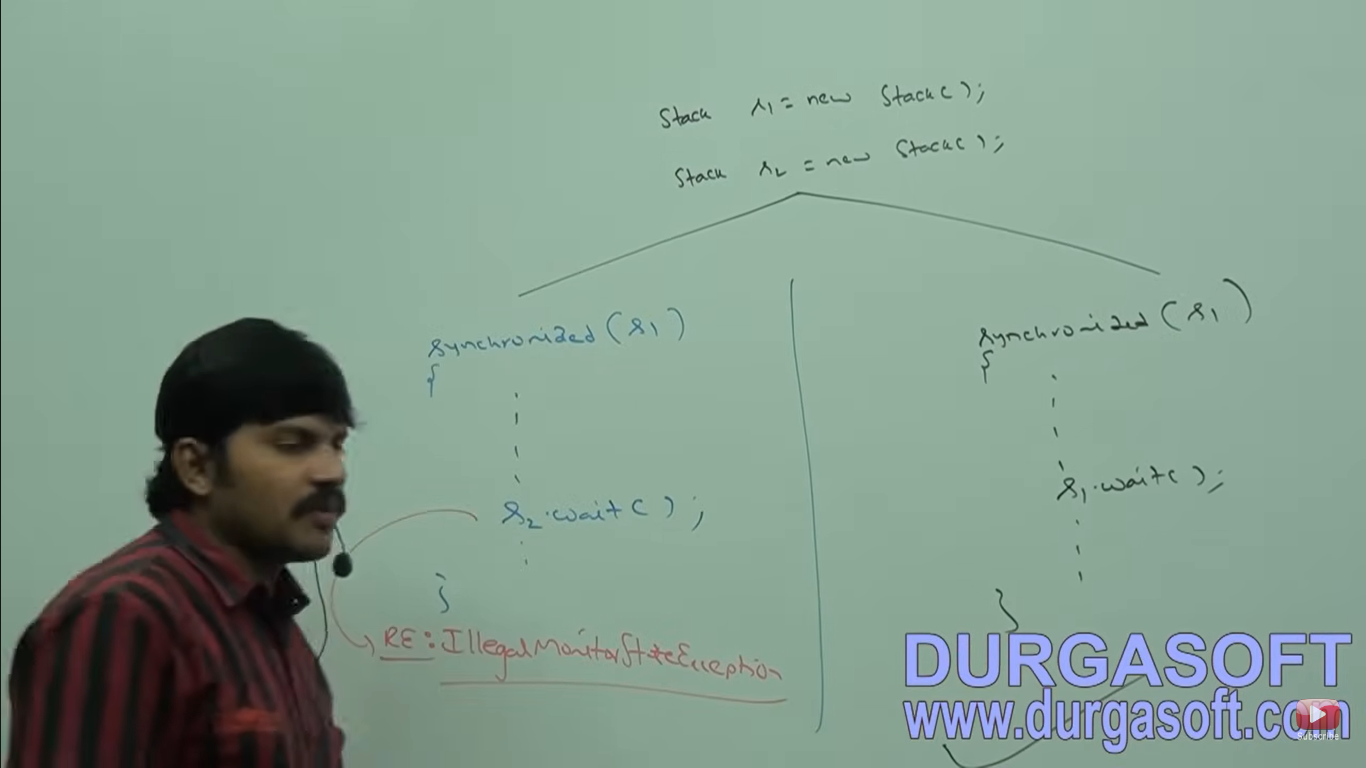 Stack s1 = new Stack();
Stack s2 = new Stack();
synchronized (s1)
{
s2.wait();
}
RE: IllegalMonitorStateException
synchronized (s1)
{
s1.wait();
}
DURGASOFT
www.durgasoft.com
Subscribe